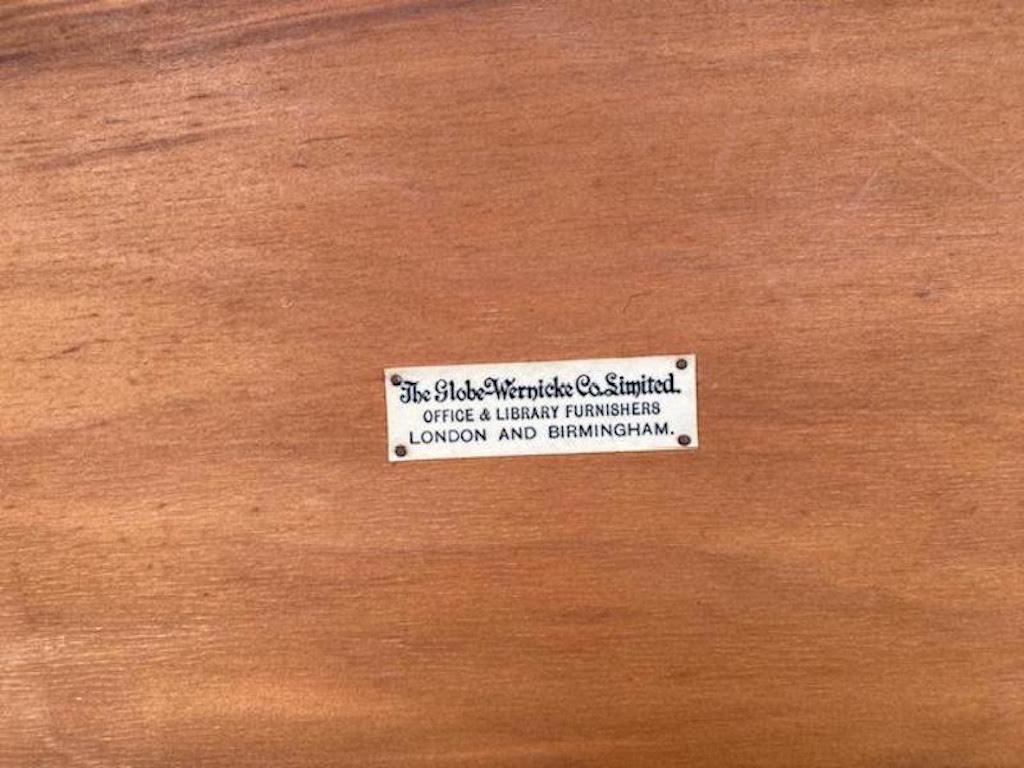 The Globe-Wernicke Co. Limited.
OFFICE & LIBRARY FURNISHERS
LONDON AND BIRMINGHAM.